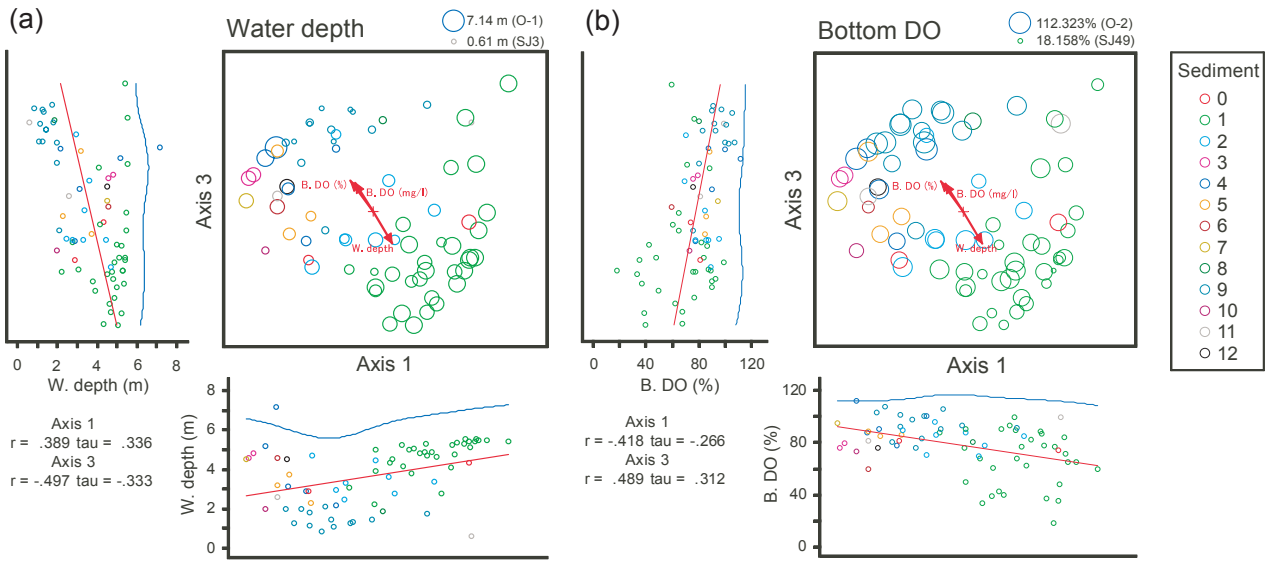 (a)
Water depth
7.14 m (O-1)
0.61 m (SJ3)
B. DO (%)
B. DO (mg/l)
W. depth
Axis 3
Axis 1
0 2 4 6 8
W. depth (m)
Axis 1
r = .389 tau = .336
Axis 3
r = -.497 tau = -.333
W. depth (m)
8
6
4
2
0
(b)
Bottom DO
112.323% (O-2)
18.158% (SJ49)
B. DO (%)
B. DO (mg/l)
W. depth
Axis 3
Axis 1
0 40 80 120
B. DO (%)
Axis 1
r = -.418 tau = -.266
Axis 3
r = .489 tau = .312
B. DO (%)
120
80
40
0
Sediment
0
1
2
3
4
5
6
7
8
9
10
11
12